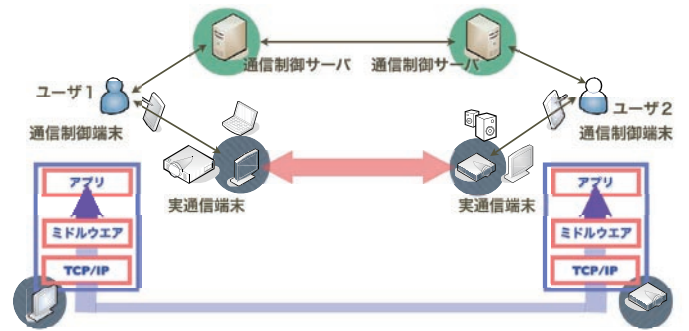 通信制御サーバ 通信制御サーバ
ユーザ1
ユーザ2
通信制御端末
通信制御端末
実通信端末
実通信端末
アプリ
アプリ
ミドルウエア
ミドルウエア
TCP/IP
TCP/IP